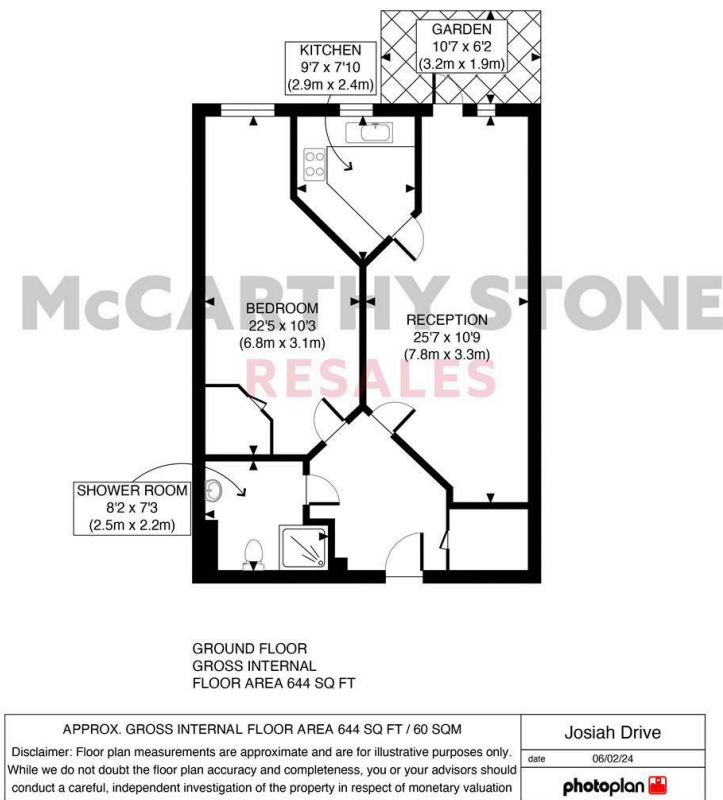 GARDEN
10'7 x 6'2
(3.2m x 1.9m)
KITCHEN
9'7 x 7'10
(2.9m x 2.4m)
McCARTHY STONE
RESALES
BEDROOM
22'5 x 10'3
(6.8m x 3.1m)
RECEPTION
25'7 x 10'9
(7.8m x 3.3m)
SHOWER ROOM
8'2 x 7'3
(2.5m x 2.2m)
GROUND FLOOR
GROSS INTERNAL
FLOOR AREA 644 SQ FT
APPROX. GROSS INTERNAL FLOOR AREA 644 SQ FT / 60 SQM
Disclaimer: Floor plan measurements are approximate and are for illustrative purposes only.
While we do not doubt the floor plan accuracy and completeness, you or your advisors should
conduct a careful, independent investigation of the property in respect of monetary valuation
Josiah Drive
date 06/02/24
photoplan